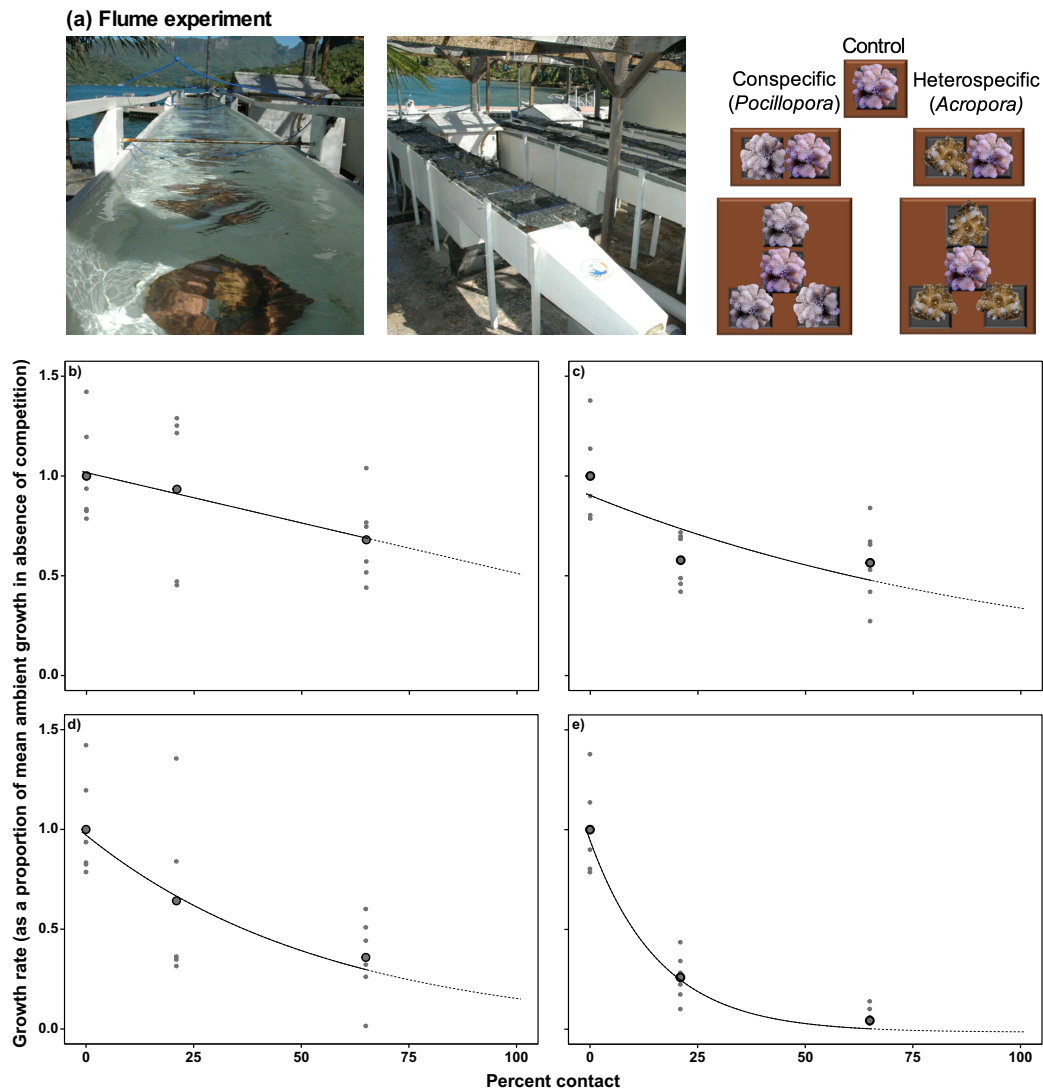 (a) Flume experiment
Control
Conspecific
(Pocillopora)
Heterospecific
(Acropora)
Growth rate (as a proportion of mean ambient growth in absence of competition)
b)
1.5
1.0
0.5
0.0
c)
d)
1.5
1.0
0.5
0.0
0
25
50
75
100
e)
0
25
50
75
100
Percent contact